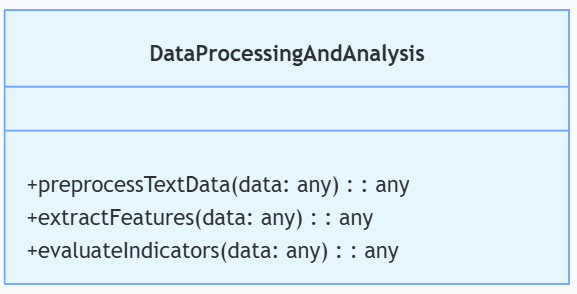 DataProcessingAndAnalysis
+preprocessTextData(data: any) : : any
+extractFeatures(data: any) : : any
+evaluateIndicators(data: any) : : any